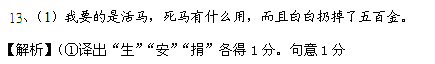 13、（1）我要的是活马，死马有什么用，而且白白扔掉了五百金。
【解析】（①译出“生”“安”“捐”各得 1 分。句意 1 分